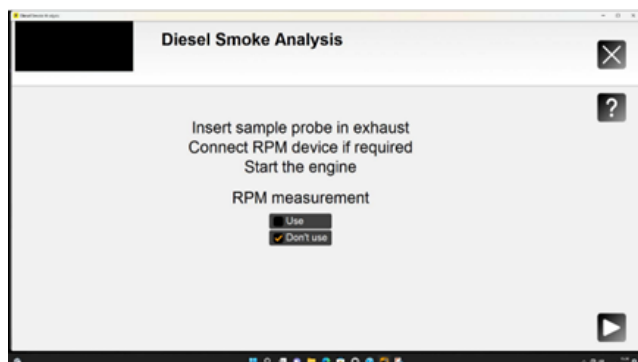 Diesel Smoke Analysis
Insert sample probe in exhaust
Connect RPM device if required
Start the engine
RPM measurement
Use
Don't use
?